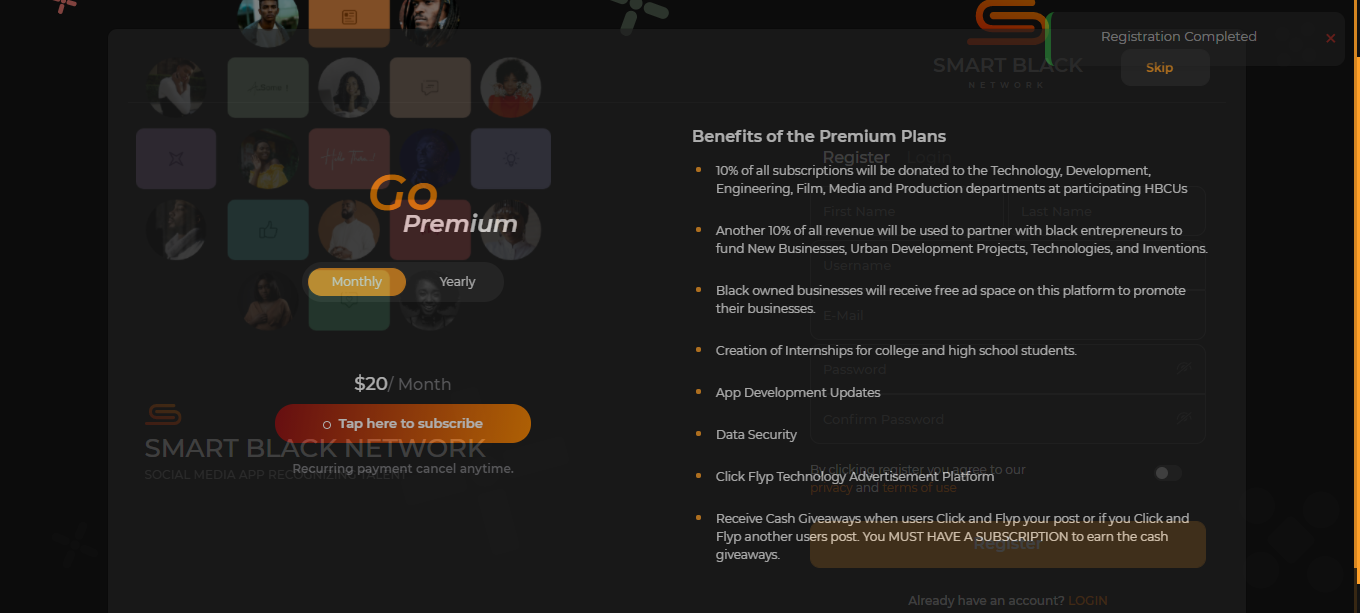 Registration Completed
SMART BLACK
NETWORK
Skip
Go
Premium
Monthly
Yearly
$20/ Month
Tap here to subscribe
Recurring payment cancel anytime.
SMART BLACK NETWORK
SOCIAL MEDIA APP RECOGNIZING TALENT
Benefits of the Premium Plans
10% of all subscriptions will be donated to the Technology, Development,
Engineering, Film, Media and Production departments at participating HBCUs
Another 10% of all revenue will be used to partner with black entrepreneurs to
fund New Businesses, Urban Development Projects, Technologies, and Inventions.
Black owned businesses will receive free ad space on this platform to promote
their businesses.
Creation of Internships for college and high school students.
App Development Updates
Data Security
Click Flyp Technology Advertisement Platform
Receive Cash Giveaways when users Click and Flyp your post or if you Click and
Flyp another users post. You MUST HAVE A SUBSCRIPTION to earn the cash
giveaways.
Register Login
First Name
Last Name
Username
E-Mail
Password
Confirm Password
By clicking register you agree to our
privacy and terms of use
Register
Already have an account? LOGIN